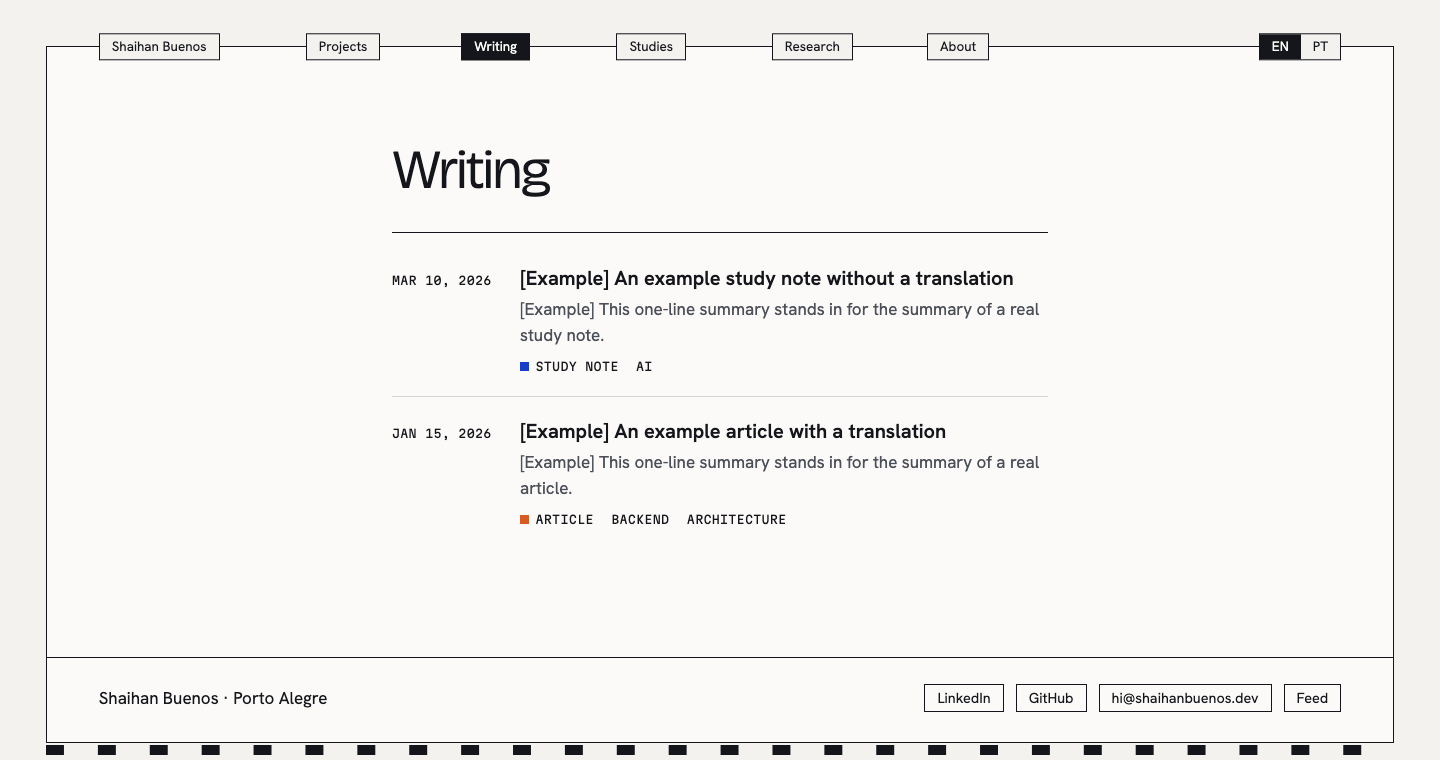 Shaihan Buenos
Projects
Writing
Studies
Research
About
EN
PT
Writing
MAR 10, 2026
[Example] An example study note without a translation
[Example] This one-line summary stands in for the summary of a real
study note.
STUDY NOTE AI
JAN 15, 2026
[Example] An example article with a translation
[Example] This one-line summary stands in for the summary of a real
article.
ARTICLE BACKEND ARCHITECTURE
Shaihan Buenos · Porto Alegre
LinkedIn
GitHub
hi@shaihanbuenos.dev
Feed